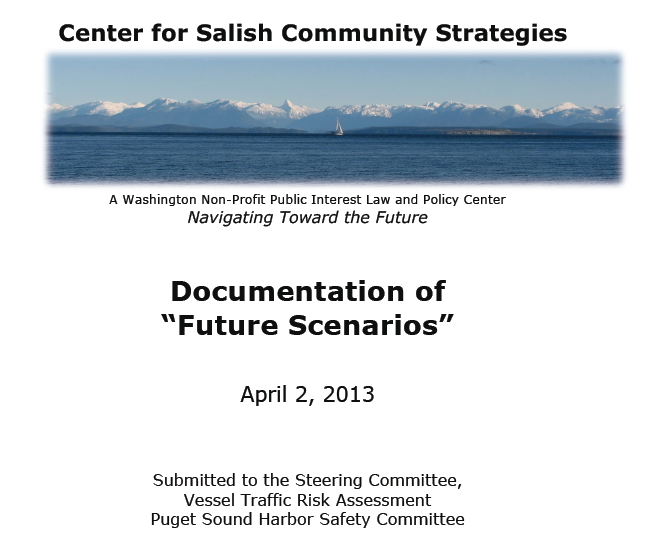 Center for Salish Community Strategies
A Washington Non-Profit Public Interest Law and Policy Center
Navigating Toward the Future
Documentation of
“Future Scenarios”
April 2, 2013
Submitted to the Steering Committee,
Vessel Traffic Risk Assessment
Puget Sound Harbor Safety Committee